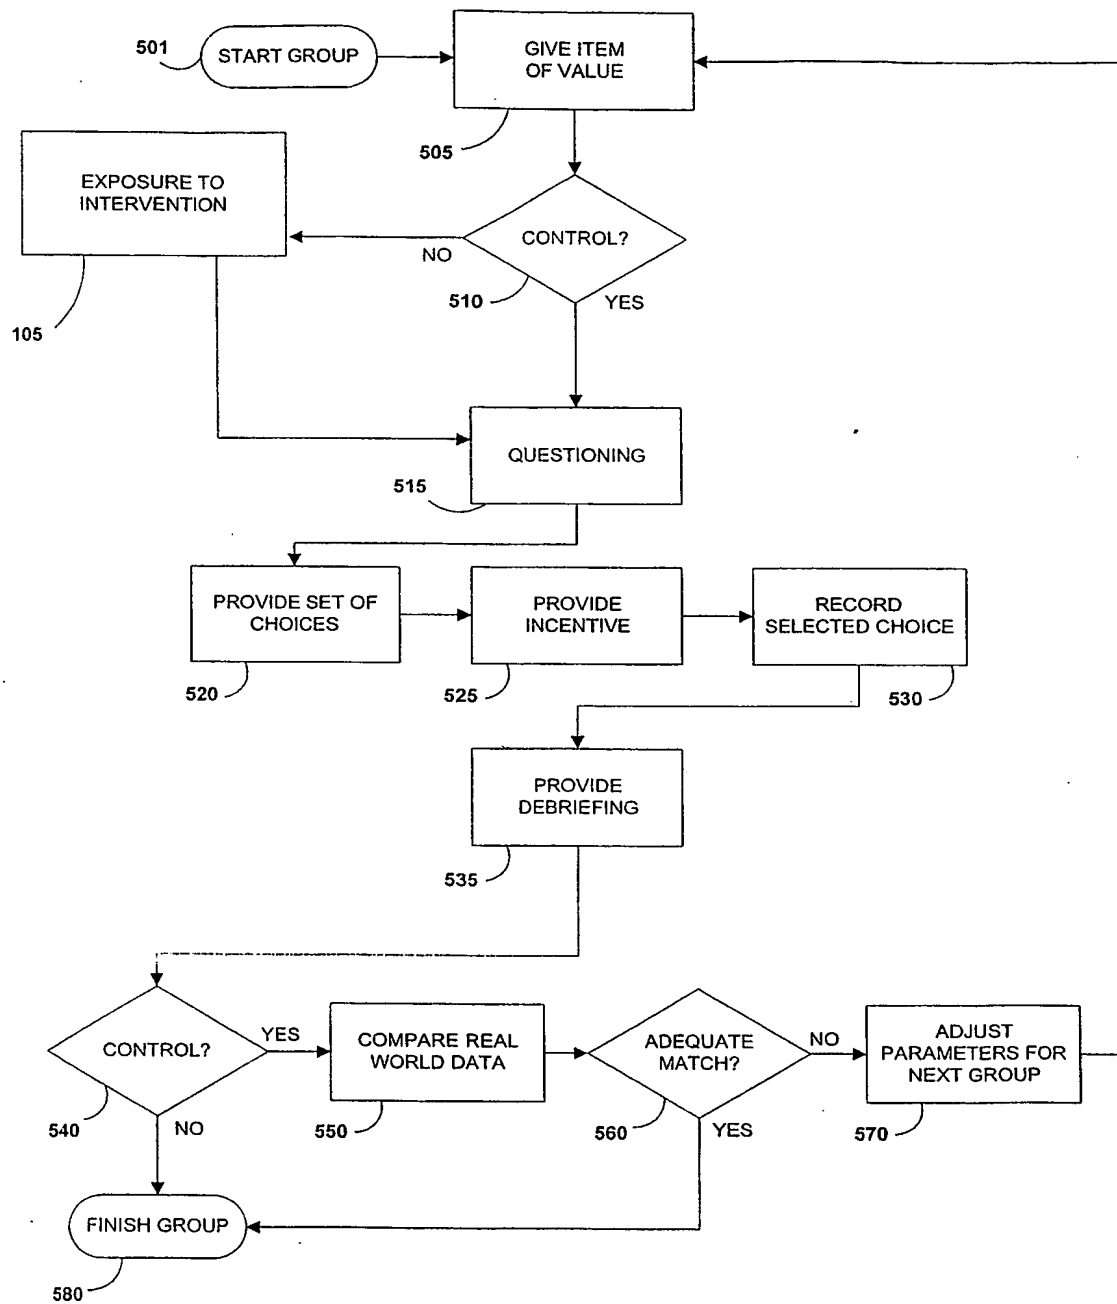 501
START GROUP
GIVE ITEM
OF VALUE
505
EXPOSURE TO
INTERVENTION
105
CONTROL?
NO
510
YES
QUESTIONING
515
PROVIDE SET OF
CHOICES
520
PROVIDE
INCENTIVE
525
RECORD
SELECTED CHOICE
530
PROVIDE
DEBRIEFING
535
CONTROL?
YES
540
NO
COMPARE REAL
WORLD DATA
550
ADEQUATE
MATCH?
NO
560
YES
ADJUST
PARAMETERS FOR
NEXT GROUP
570
FINISH GROUP
580